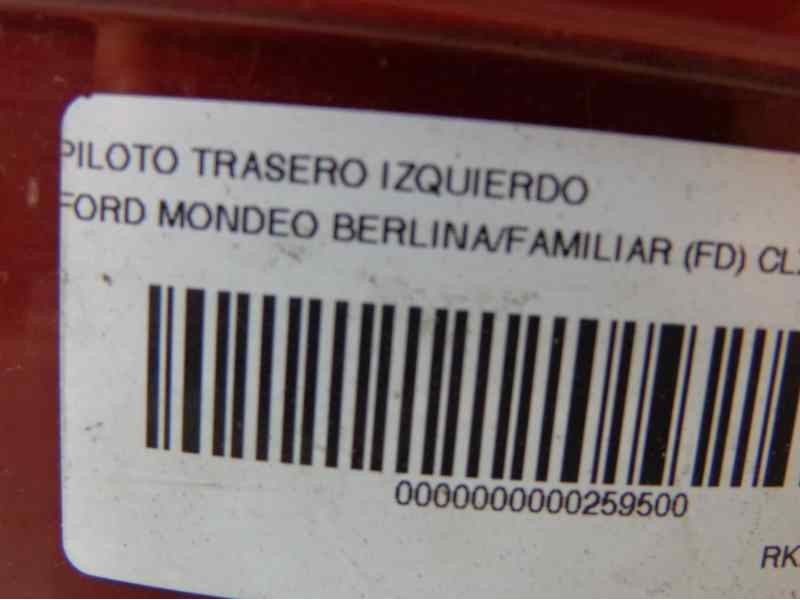 PILOTO TRASERO IZQUIERDO
FORD MONDEO BERLINA/FAMILIAR (FD)
0000000000259500